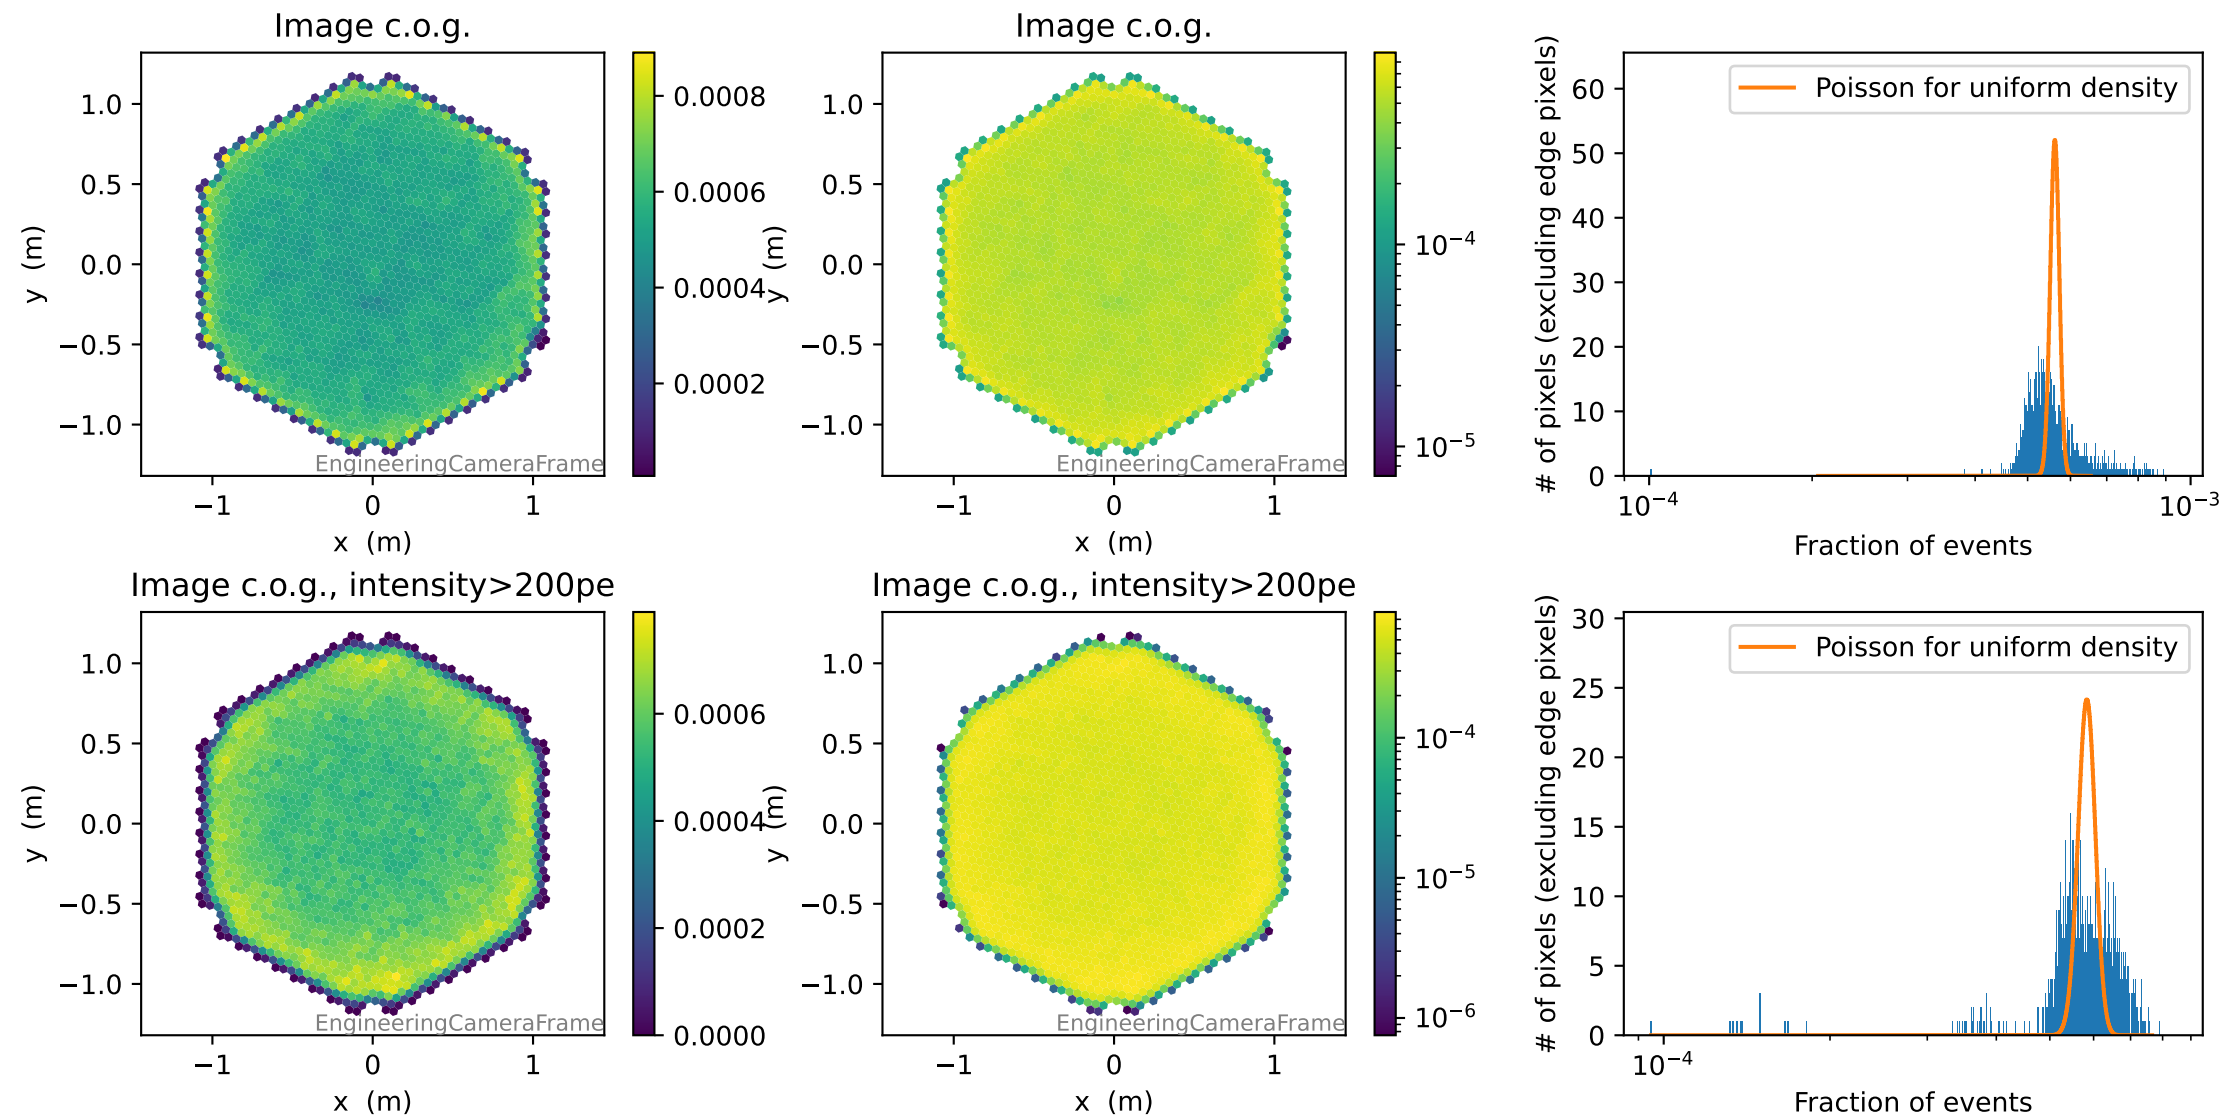 Image c.o.g.
y (m)
1.0
0.5
0.0
−0.5
−1.0
−1
0
1
x (m)
EngineeringCameraFrame
0.0008
0.0006
0.0004
0.0002
Image c.o.g.
y (m)
1.0
0.5
0.0
−0.5
−1.0
−1
0
1
x (m)
EngineeringCameraFrame
10−4
10−5
# of pixels (excluding edge pixels)
60
50
40
30
20
10
0
Poisson for uniform density
10−4
10−3
Fraction of events
Image c.o.g., intensity>200pe
y (m)
1.0
0.5
0.0
−0.5
−1.0
−1
0
1
x (m)
EngineeringCameraFrame
0.0006
0.0004
0.0002
0.0000
Image c.o.g., intensity>200pe
y (m)
1.0
0.5
0.0
−0.5
−1.0
−1
0
1
x (m)
EngineeringCameraFrame
10−4
10−5
10−6
# of pixels (excluding edge pixels)
30
25
20
15
10
5
0
Poisson for uniform density
10−4
Fraction of events